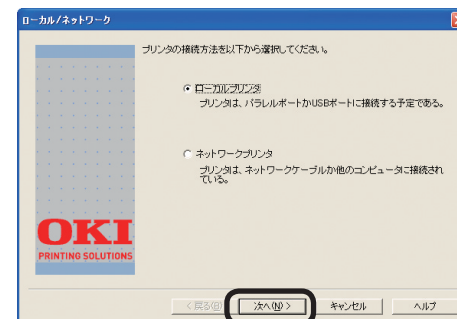 ローカル/ネットワーク
プリンタの接続方法を以下から選択してください。
ローカルプリンタ
プリンタは、パラレルポートかUSBポートに接続する予定である。
ネットワークプリンタ
プリンタは、ネットワークケーブルか他のコンピュータに接続され
ている。
OKI
PRINTING SOLUTIONS
< 戻る(B) 次へ(N) > キャンセル ヘルプ